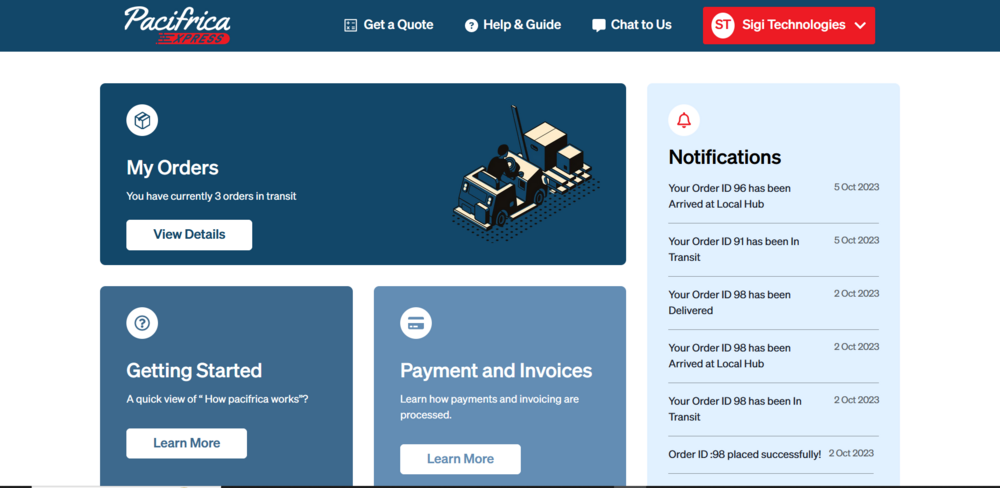 Pacifrica
EXPRESS
Get a Quote
Help & Guide
Chat to Us
ST
Sigi Technologies
My Orders
You have currently 3 orders in transit
View Details
Getting Started
A quick view of “ How pacifrica works”?
Learn More
Payment and Invoices
Learn how payments and invoicing are
processed.
Learn More
Notifications
Your Order ID 96 has been
Arrived at Local Hub
5 Oct 2023
Your Order ID 91 has been In
Transit
5 Oct 2023
Your Order ID 98 has been
Delivered
2 Oct 2023
Your Order ID 98 has been
Arrived at Local Hub
2 Oct 2023
Your Order ID 98 has been In
Transit
2 Oct 2023
Order ID :98 placed successfully!
2 Oct 2023